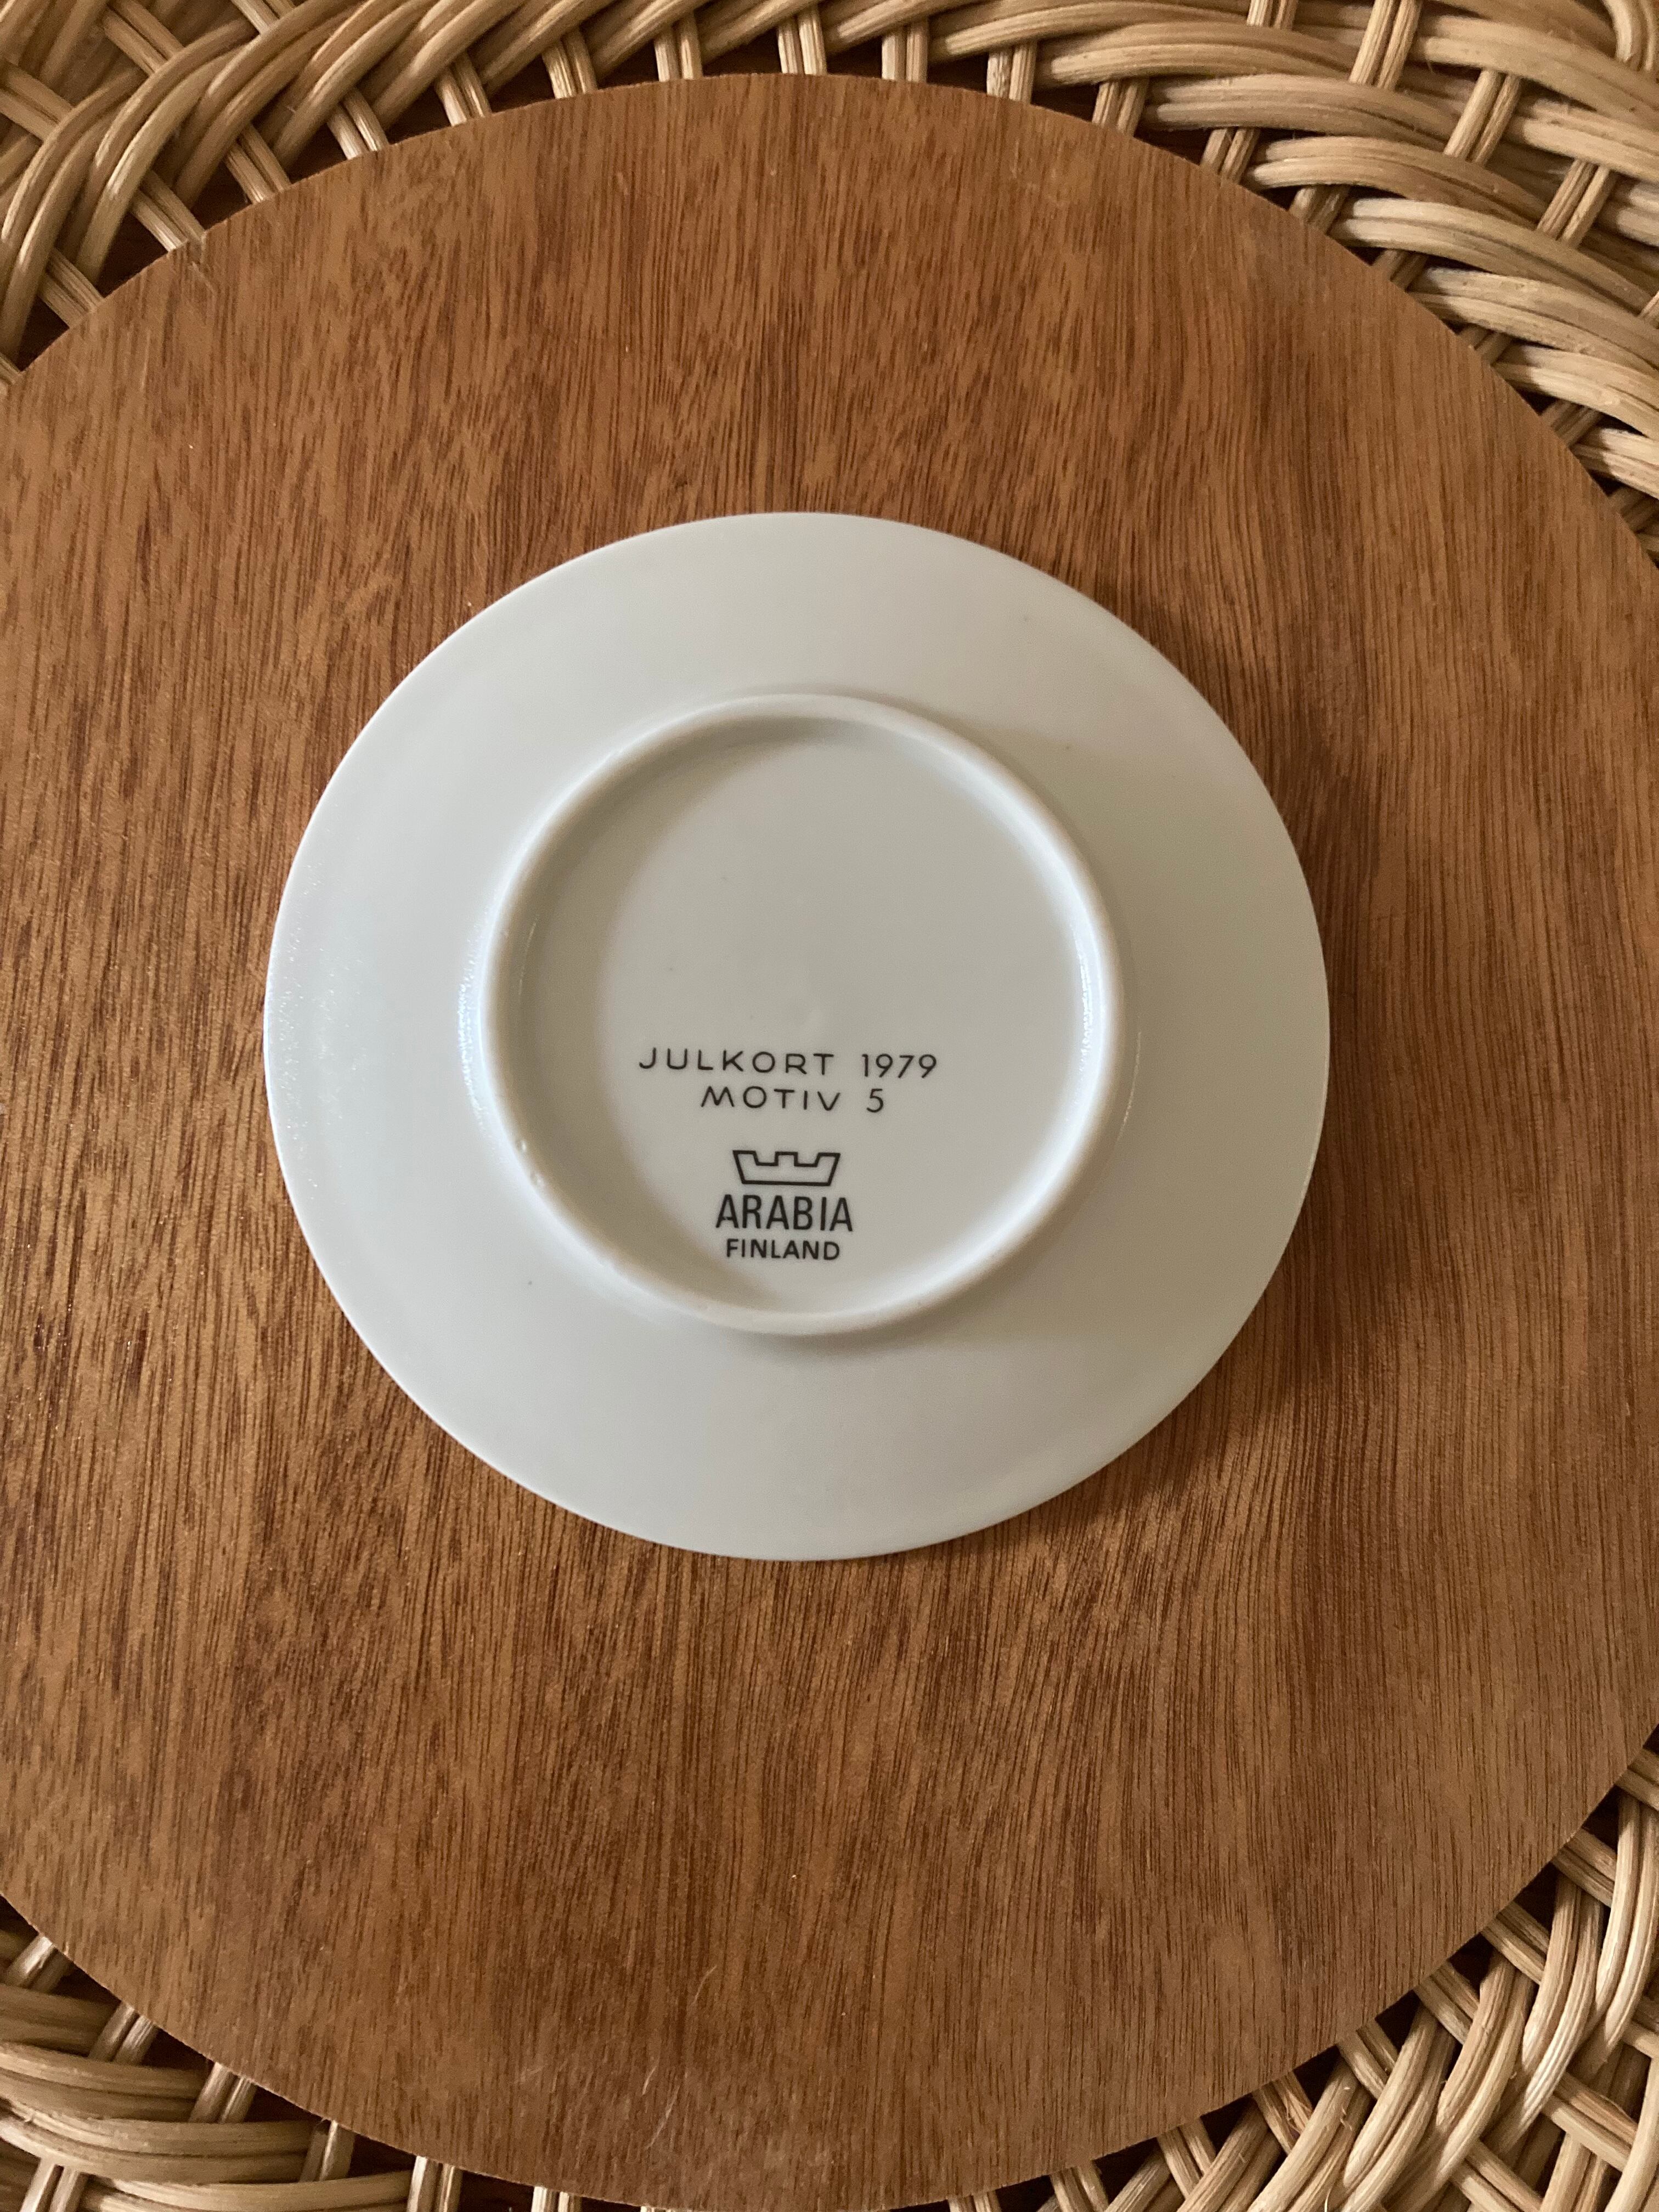 JULKORT 1979
MOTIV 5
ARABIA
FINLAND